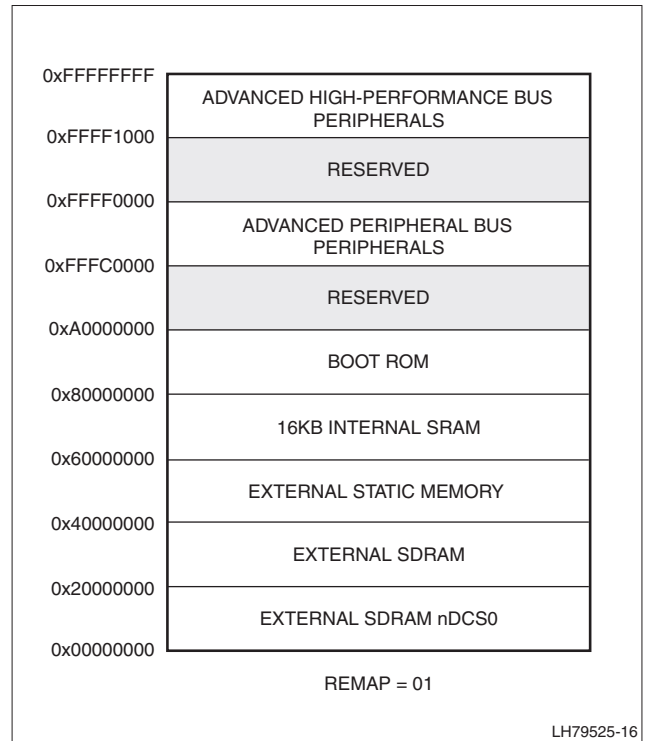 0xFFFFFFFF
ADVANCED HIGH-PERFORMANCE BUS
PERIPHERALS
0xFFFF1000
RESERVED
0xFFFF0000
ADVANCED PERIPHERAL BUS
PERIPHERALS
0xFFFC0000
RESERVED
0xA0000000
BOOT ROM
0x80000000
16KB INTERNAL SRAM
0x60000000
EXTERNAL STATIC MEMORY
0x40000000
EXTERNAL SDRAM
0x20000000
EXTERNAL SDRAM nDCS0
0x00000000
REMAP = 01
LH79525-16